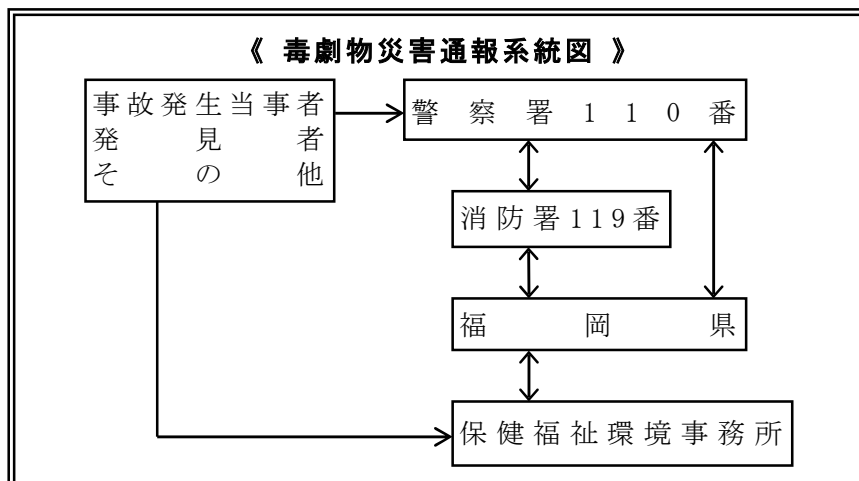 《 毒劇物災害通報系統図 》
事故発生当事者
発見者
その他
警察署110番
消防署119番
福岡県
保健福祉環境事務所